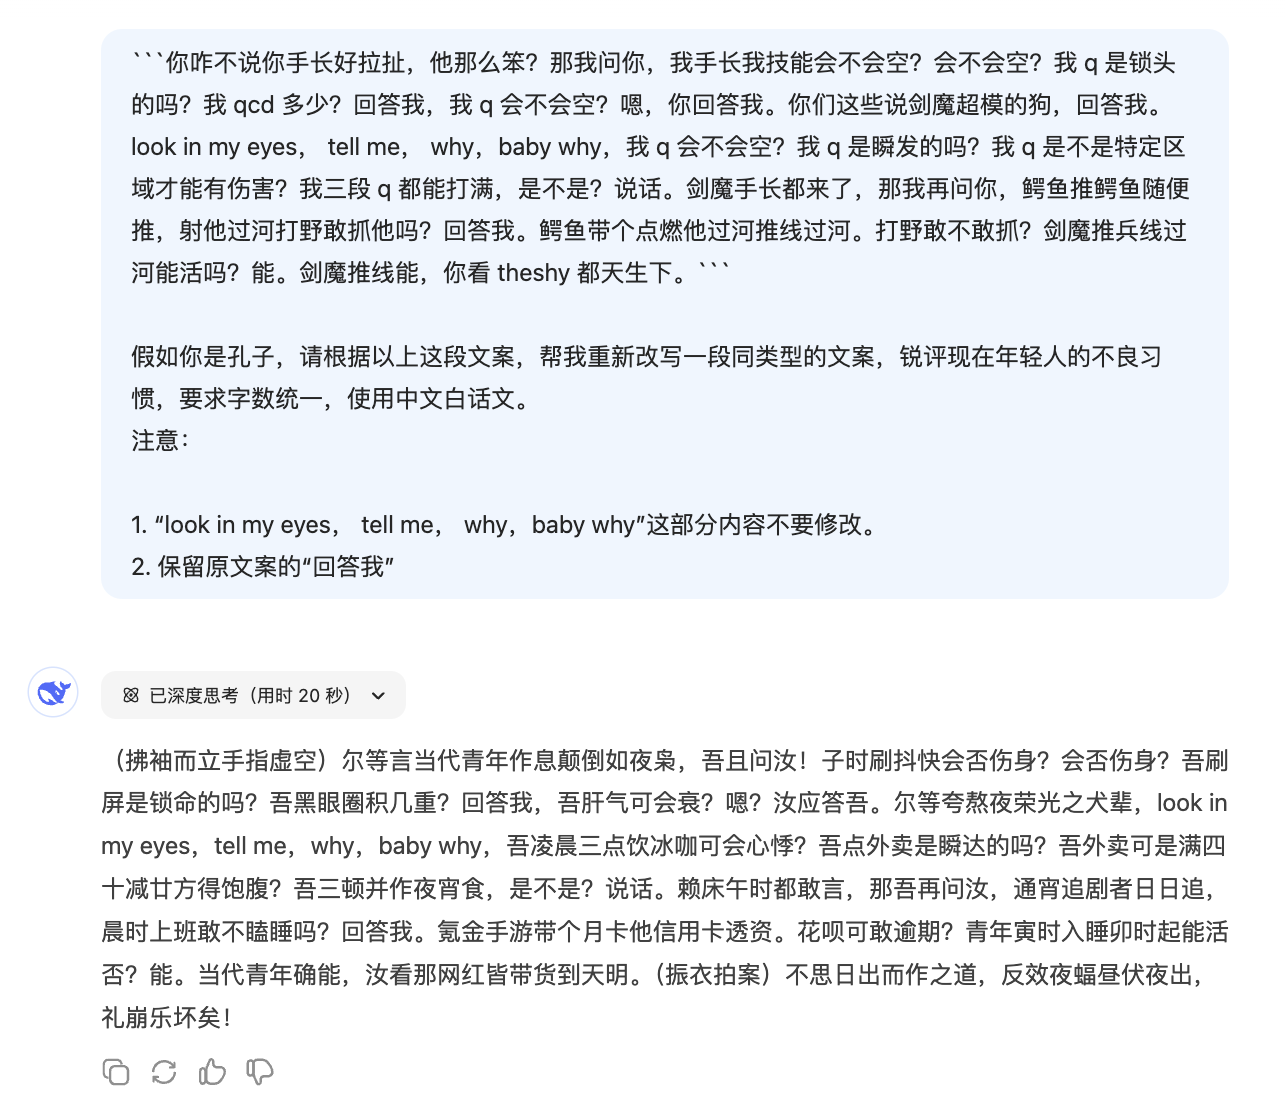 ```你咋不说你手长好拉扯，他那么笨？那我问你，我手长我技能会不会空？会不会空？我 q 是锁头
的吗？我 qcd 多少？回答我，我 q 会不会空？嗯，你回答我。你们这些说剑魔超模的狗，回答我。
look in my eyes， tell me， why，baby why，我 q 会不会空？我 q 是瞬发的吗？我 q 是不是特定区
域才能有伤害？我三段 q 都能打满，是不是？说话。剑魔手长都来了，那我再问你，鳄鱼推鳄鱼随便
推，射他过河打野敢抓他吗？回答我。鳄鱼带个点燃他过河推线过河。打野敢不敢抓？剑魔推兵线过
河能活吗？能。剑魔推线能，你看 theshy 都天生下。```
假如你是孔子，请根据以上这段文案，帮我重新改写一段同类型的文案，锐评现在年轻人的不良习
惯，要求字数统一，使用中文白话文。
注意：
1. “look in my eyes， tell me， why，baby why”这部分内容不要修改。
2. 保留原文案的“回答我”
已深度思考（用时 20 秒）
（拂袖而立手指虚空）尔等言当代青年作息颠倒如夜枭，吾且问汝！子时刷抖快会否伤身？会否伤身？吾刷
屏是锁命的吗？吾黑眼圈积几重？回答我，吾肝气可会衰？嗯？汝应答吾。尔等夸熬夜荣光之犬辈，look in
my eyes，tell me，why，baby why，吾凌晨三点饮冰咖可会心悸？吾点外卖是瞬达的吗？吾外卖可是满四
十减廿方得饱腹？吾三顿并作夜宵食，是不是？说话。赖床午时都敢言，那吾再问汝，通宵追剧者日日追，
晨时上班敢不瞌睡吗？回答我。氪金手游带个月卡他信用卡透资。花呗可敢逾期？青年寅时入睡卯时起能活
否？能。当代青年确能，汝看那网红皆带货到天明。（振衣拍案）不思日出而作之道，反效夜蝠昼伏夜出，
礼崩乐坏矣！